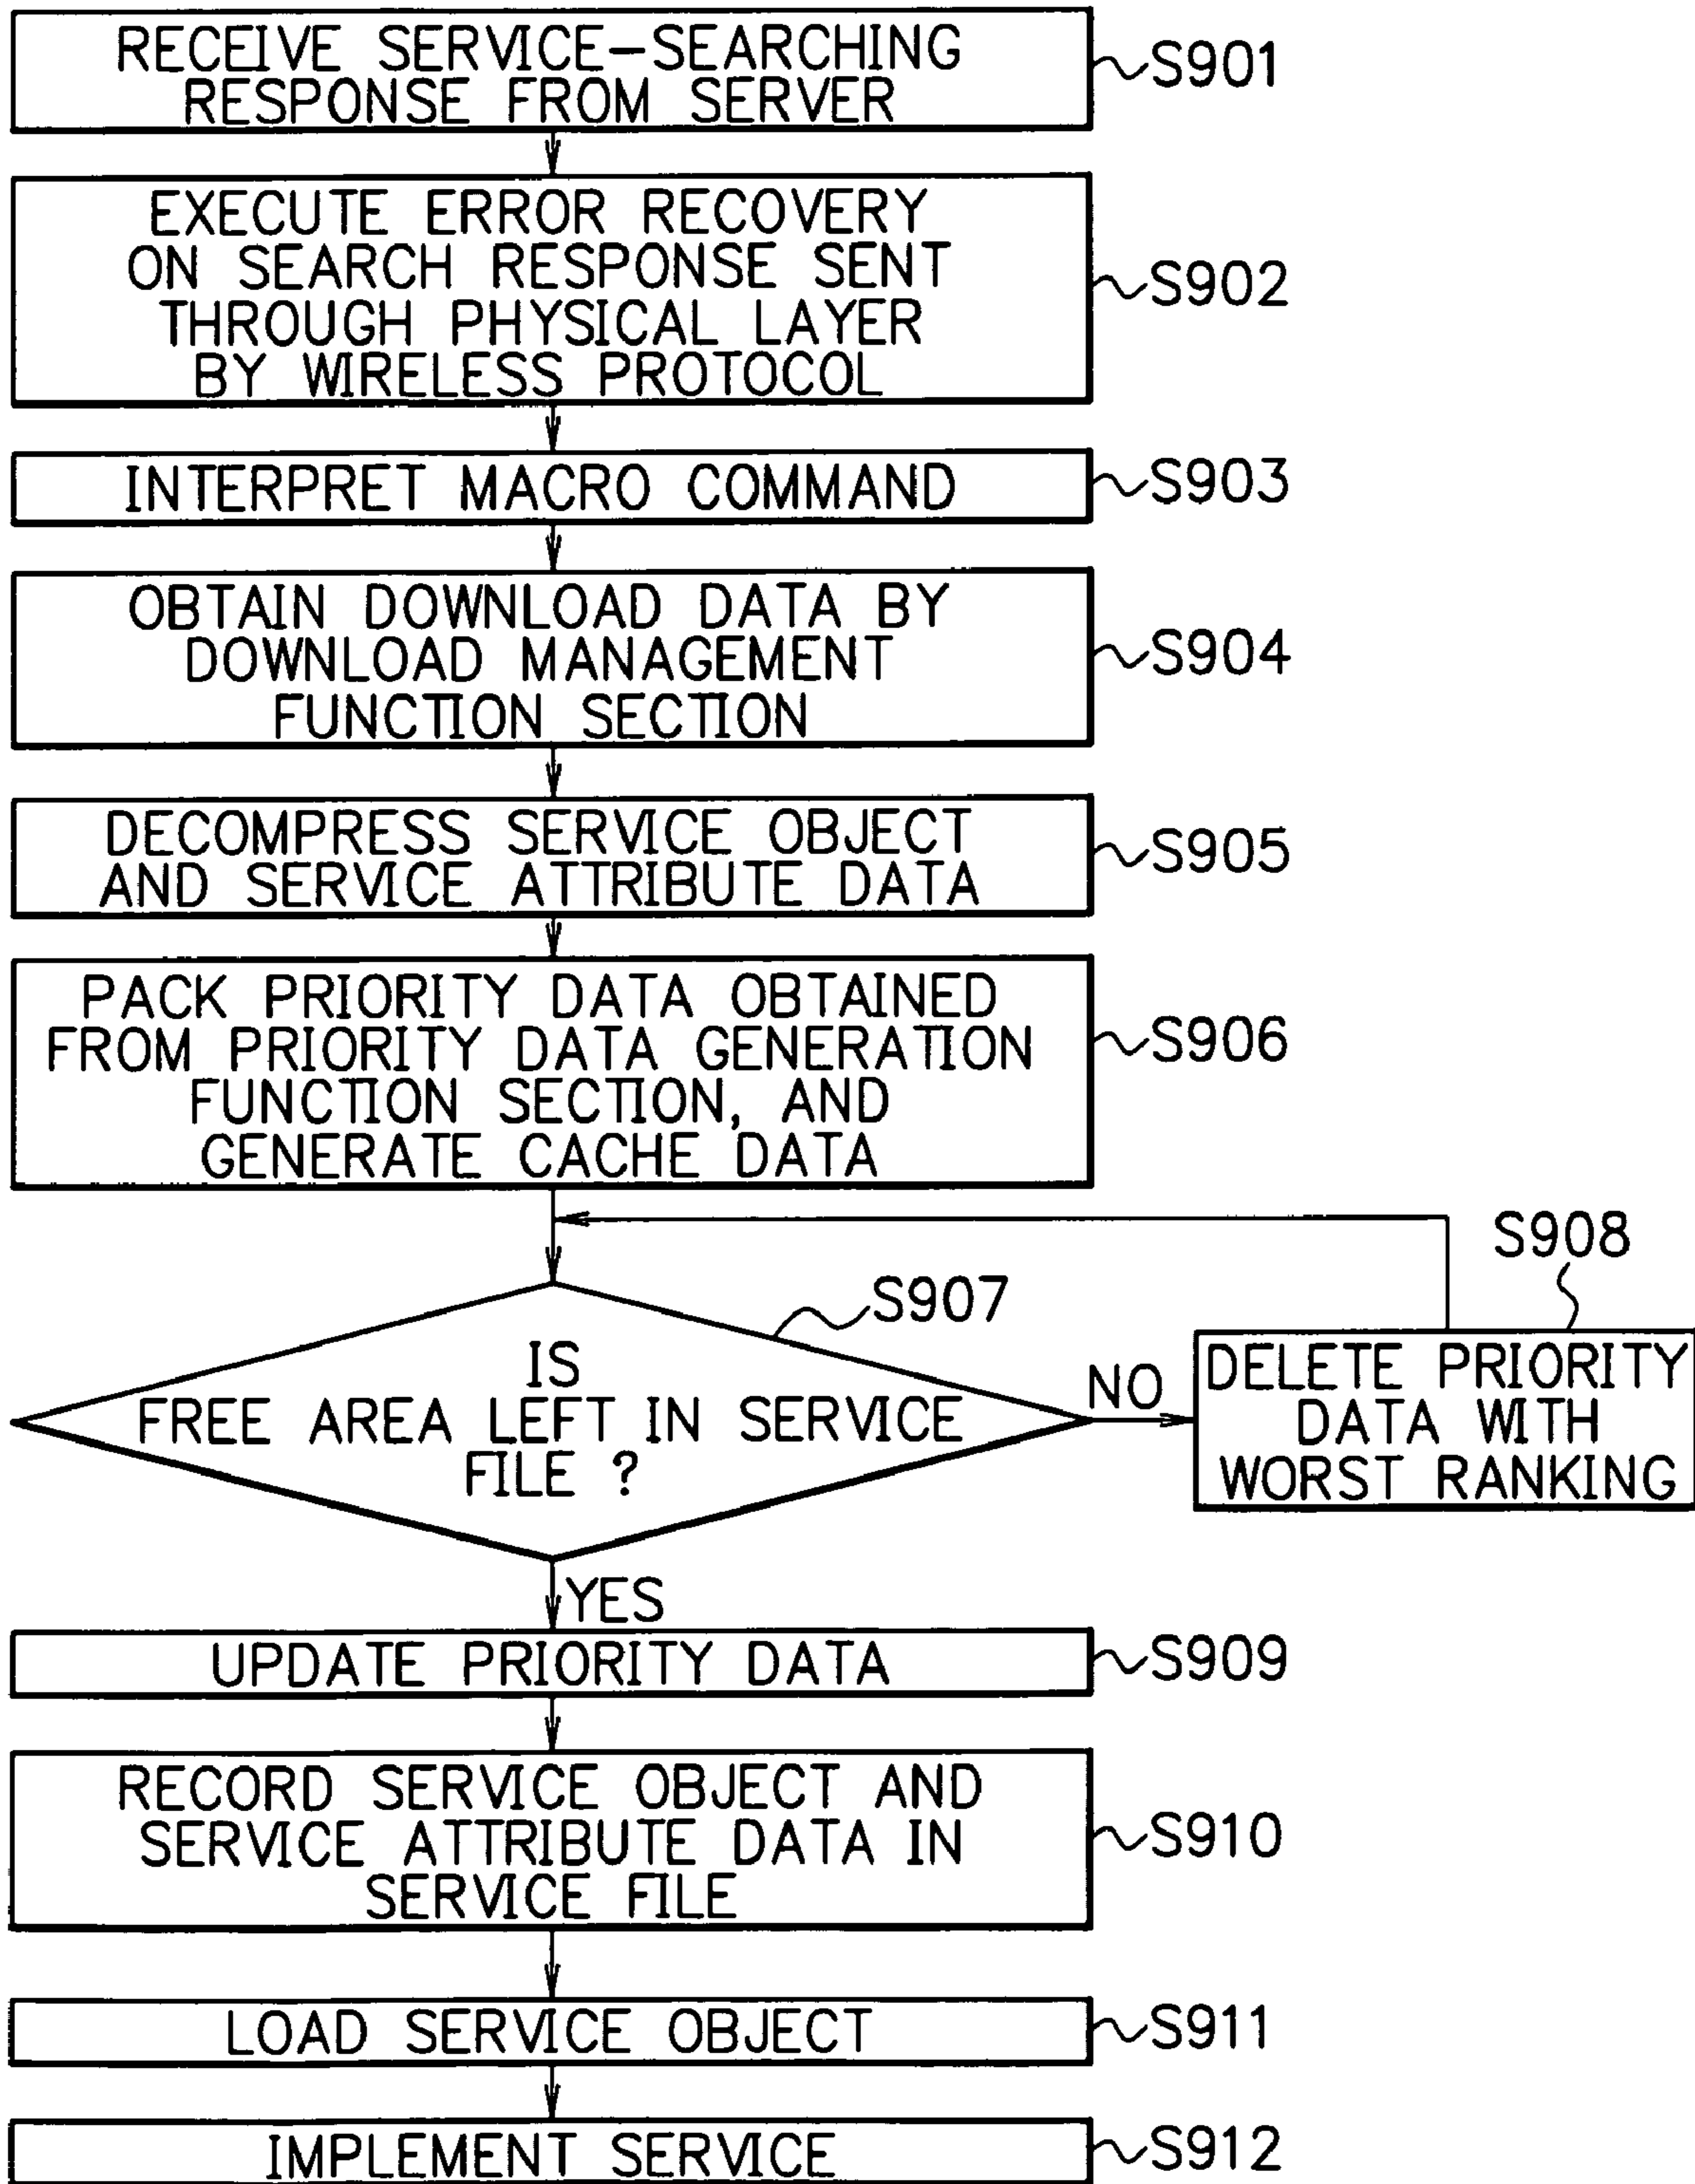 RECEIVE SERVICE-SEARCHING
RESPONSE FROM SERVER
S901
EXECUTE ERROR RECOVERY
ON SEARCH RESPONSE SENT
THROUGH PHYSICAL LAYER
BY WIRELESS PROTOCOL
S902
INTERPRET MACRO COMMAND
S903
OBTAIN DOWNLOAD DATA BY
DOWNLOAD MANAGEMENT
FUNCTION SECTION
S904
DECOMPRESS SERVICE OBJECT
AND SERVICE ATTRIBUTE DATA
S905
PACK PRIORITY DATA OBTAINED
FROM PRIORITY DATA GENERATION
FUNCTION SECTION, AND
GENERATE CACHE DATA
S906
IS
FREE AREA LEFT IN SERVICE
FILE ?
S907
NO
DELETE PRIORITY
DATA WITH
WORST RANKING
S908
YES
UPDATE PRIORITY DATA
S909
RECORD SERVICE OBJECT AND
SERVICE ATTRIBUTE DATA IN
SERVICE FILE
S910
LOAD SERVICE OBJECT
S911
IMPLEMENT SERVICE
S912